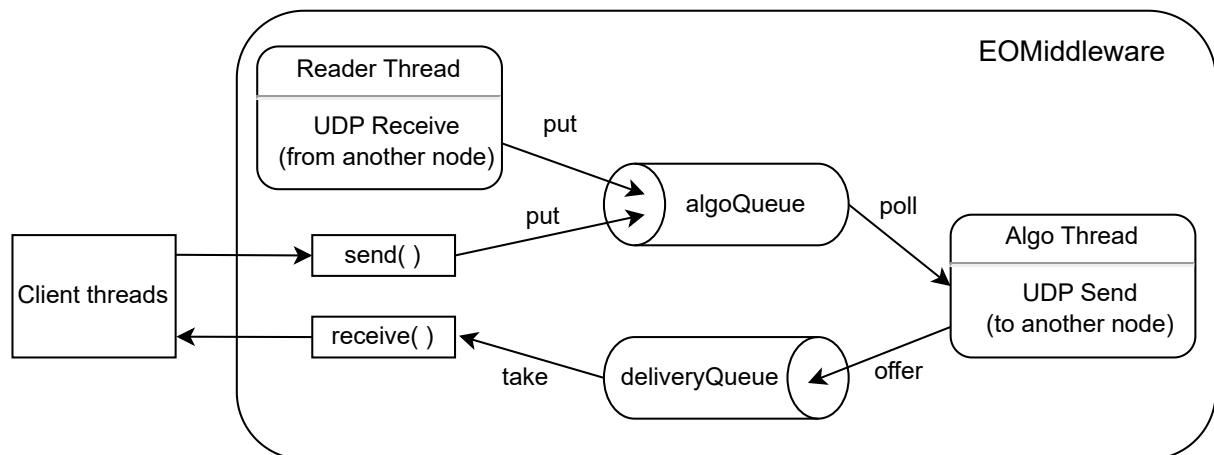 EOMiddleware
Reader Thread
UDP Receive
(from another node)
put
algoQueue
put
poll
send( )
Client threads
Algo Thread
UDP Send
(to another node)
receive( )
take
deliveryQueue
offer